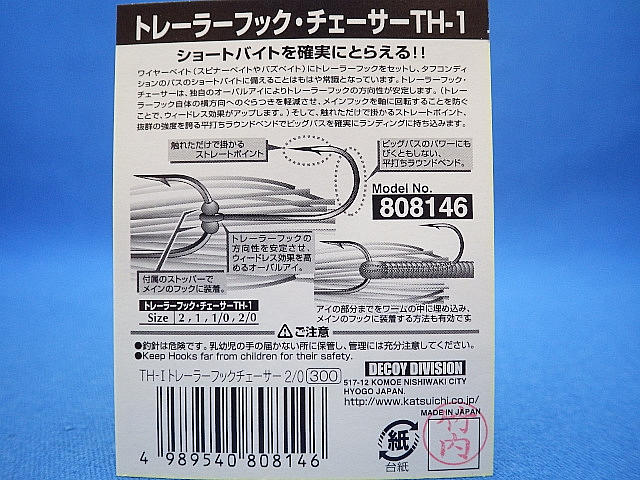 トレーラーフック・チェーサーTH-1
ショートバイトを確実にとらえる!!
ワイヤーベイト(スピナーベイトやバズベイト)にトレーラーフックをセットし、タフコンディ
ションのバスのショートバイトに備えることはもはや常識となっています。トレーラーフック・
チェーサーは、独自のオーバルアイによりトレーラーフックの方向性が安定します。(トレ
ーラーフック自体の横方向へのぐらつきを軽減させ、メインフックを軸に回転することを防ぐ
ことで、ウィードレス効果がアップします。)そして、触れただけで掛かるストレートポイント、
抜群の強度を誇る平打ちラウンドベンドでビッグバスを確実にランディングに持ち込みます。
触れただけで掛かる
ストレートポイント
ビッグバスのパワーにも
びくともしない、
平打ちラウンドベンド。
Model No.
808146
トレーラーフックの
方向性を安定させ、
ウィードレス効果を高
めるオーバルアイ。
付属のストッパーで
メインのフックに装着。
トレーラーフック・チェーサーTH-1
Size 2, 1, 1/0, 2/0
アイの部分までをワームの中に埋め込み、
メインのフックに装着する方法も有効です
⚠ご注意
●釣針は危険です。乳幼児の手の届かない所に保管し、管理には充分注意してください。
●Keep Hooks far from children for their safety.
TH-I トレーラーフックチェーサー 2/0 300
DECOY DIVISION
517-12 KOMOE NISHIWAKI CITY
HYOGO JAPAN.
http://www.katsuichi.co.jp/
MADE IN JAPAN
紙
台紙
竹内
4 989540 808146